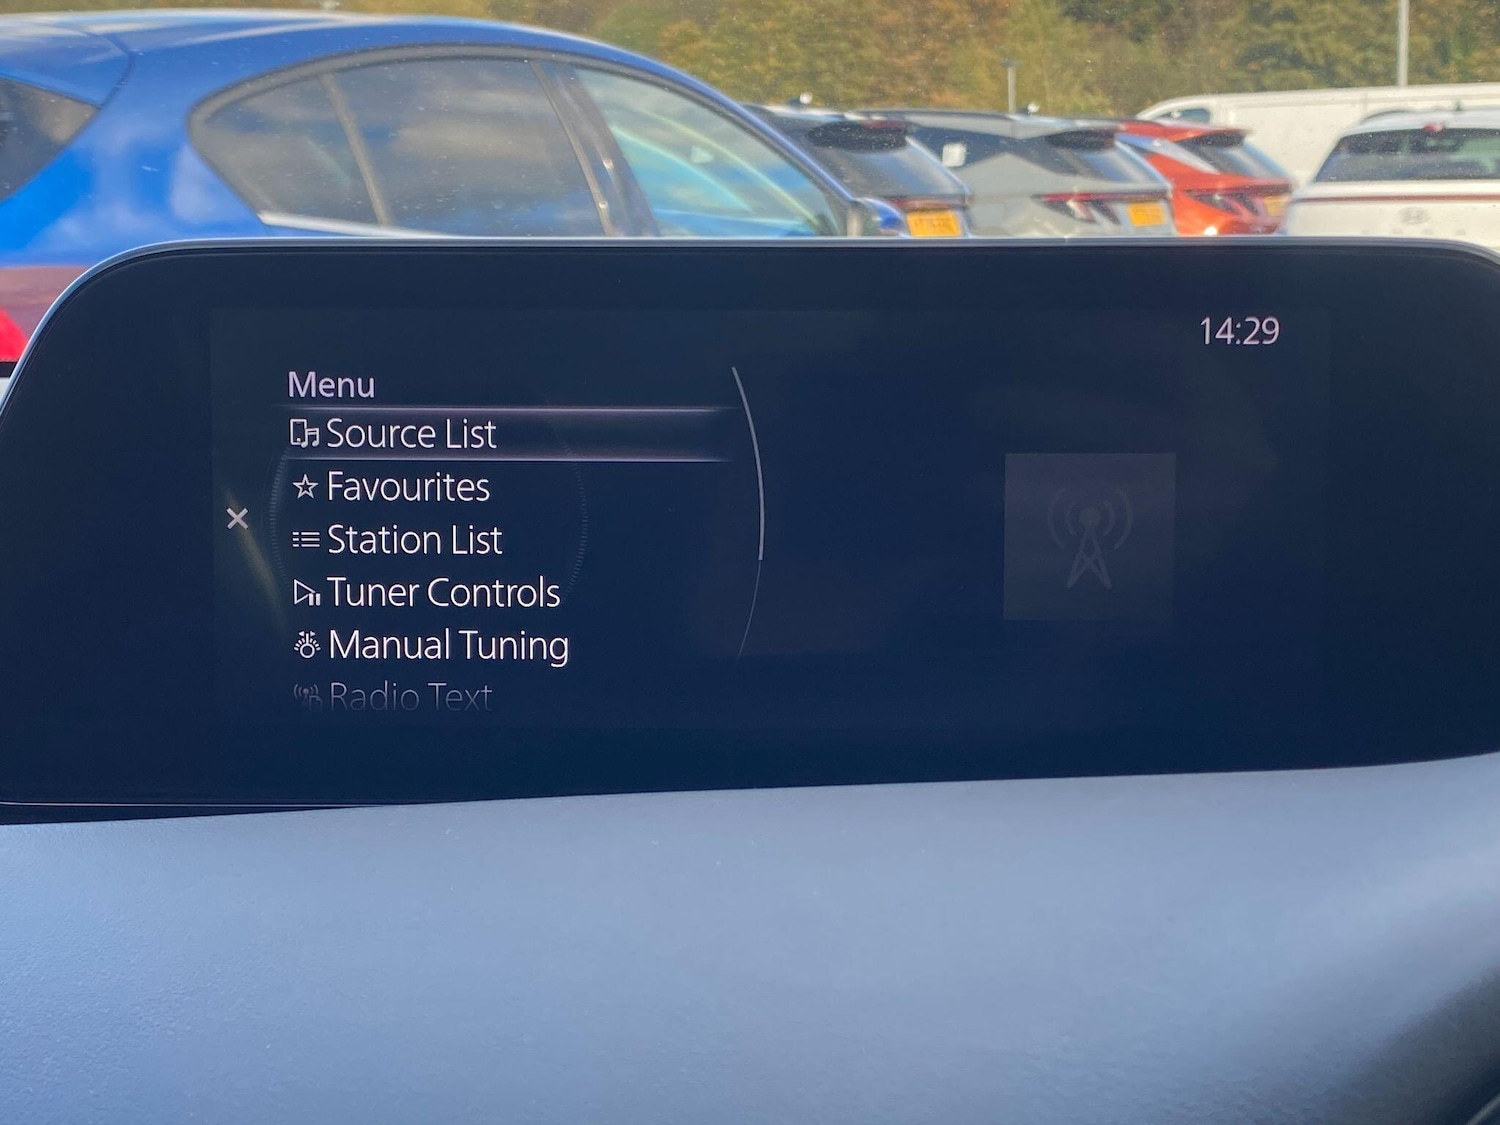 14:29
Menu
Source List
Favourites
Station List
Tuner Controls
Manual Tuning
Radio Text